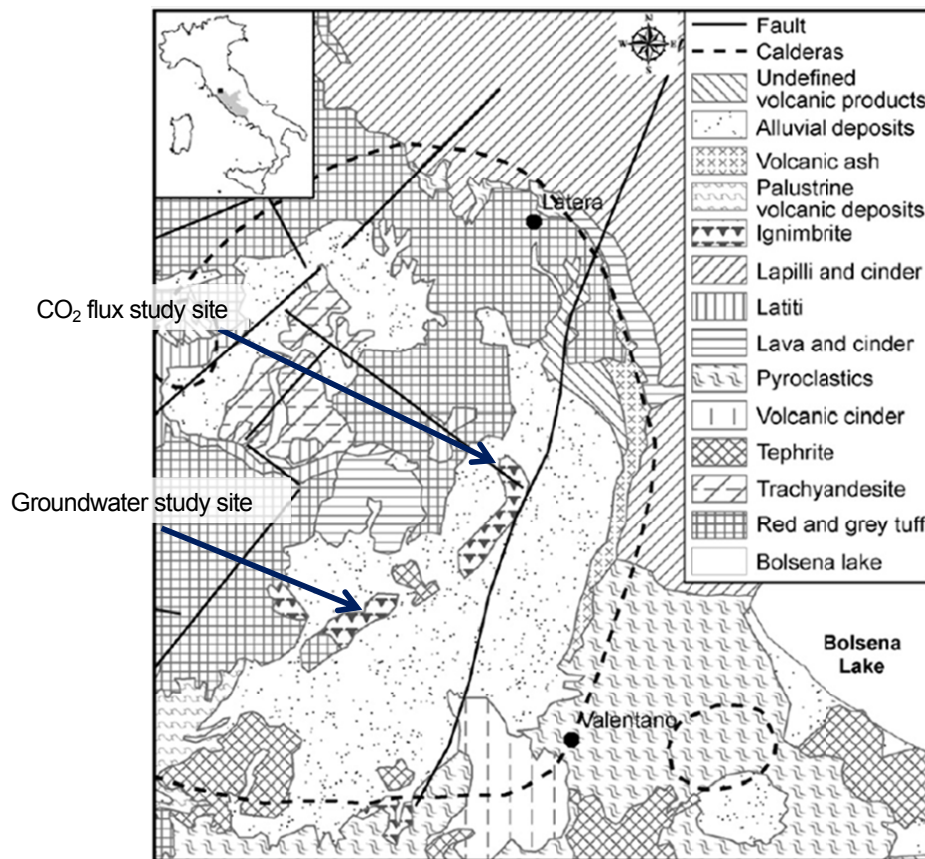 N
W
E
S
Fault
Calderas
Undefined
volcanic products
Alluvial deposits
Volcanic ash
Palustrine
volcanic deposits
Ignimbrite
Lapilli and cinder
Latiti
Lava and cinder
Pyroclastics
Volcanic cinder
Tephrite
Trachyandesite
Red and grey tuff
Bolsena lake
Latera
CO₂ flux study site
Groundwater study site
Bolsena
Lake
Valentano